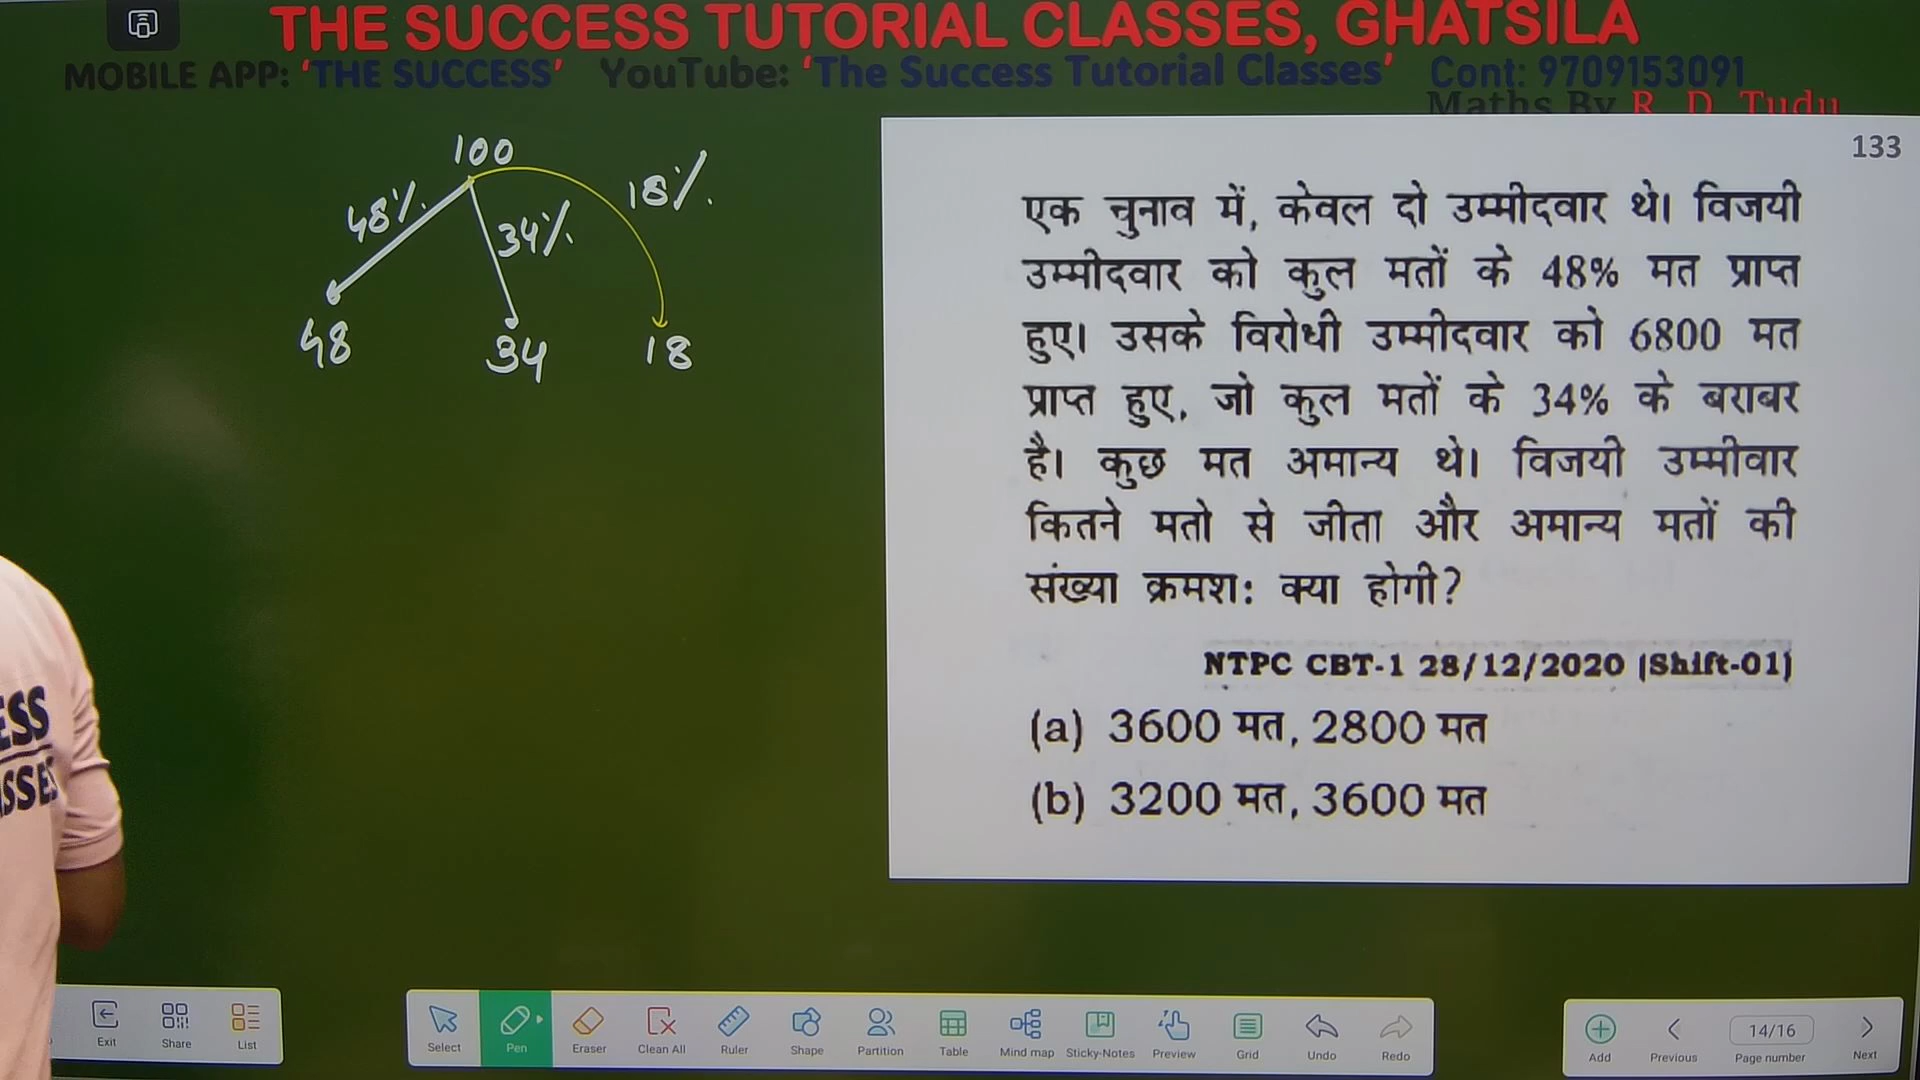 THE SUCCESS TUTORIAL CLASSES, GHATSILA
MOBILE APP: 'THE SUCCESS' YouTube: 'The Success Tutorial Classes' Cont: 9709153091
Maths By R. D. Tudu
133
100
48%.
34%.
18%.
48
34
18
एक चुनाव में, केवल दो उम्मीदवार थे। विजयी
उम्मीदवार को कुल मतों के 48% मत प्राप्त
हुए। उसके विरोधी उम्मीदवार को 6800 मत
प्राप्त हुए, जो कुल मतों के 34% के बराबर
है। कुछ मत अमान्य थे। विजयी उम्मीवार
कितने मतो से जीता और अमान्य मतों की
संख्या क्रमश: क्या होगी?
NTPC CBT-1 28/12/2020 (Shift-01)
(a) 3600 मत, 2800 मत
(b) 3200 मत, 3600 मत
ESS
ASSES
Exit Share List
Select Pen Eraser Clean All Ruler Shape Partition Table Mind map Sticky-Notes Preview Grid Undo Redo
Add Previous 14/16 Page number Next